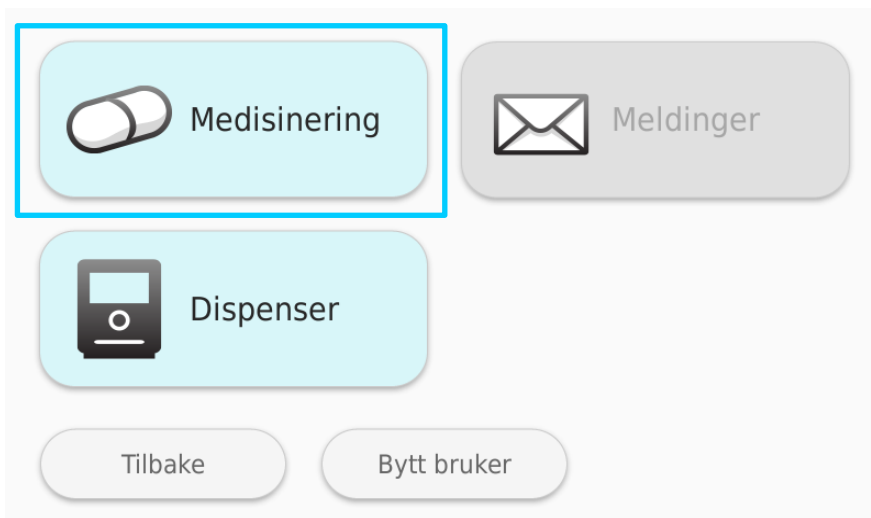 Medisinering
Meldinger
Dispenser
Tilbake
Bytt bruker